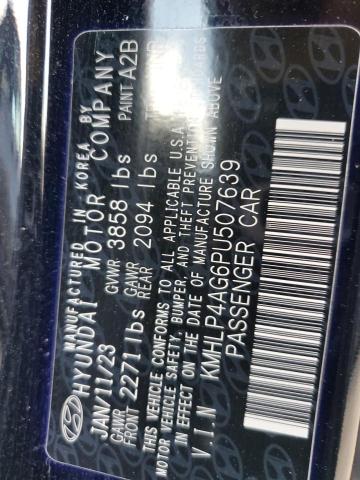 MANUFACTURED IN KOREA BY
HYUNDAI MOTOR COMPANY
JAN/11/23 GVWR 3858 lbs PAINT A2B
GAWR FRONT 2271 lbs GAWR REAR 2094 lbs
THIS VEHICLE CONFORMS TO ALL APPLICABLE U.S.A
MOTOR VEHICLE SAFETY, BUMPER, AND THEFT PREVENTION STANDARDS
IN EFFECT ON THE DATE OF MANUFACTURE SHOWN ABOVE
V.I.N KMHLP4AG6PU507639
PASSENGER CAR